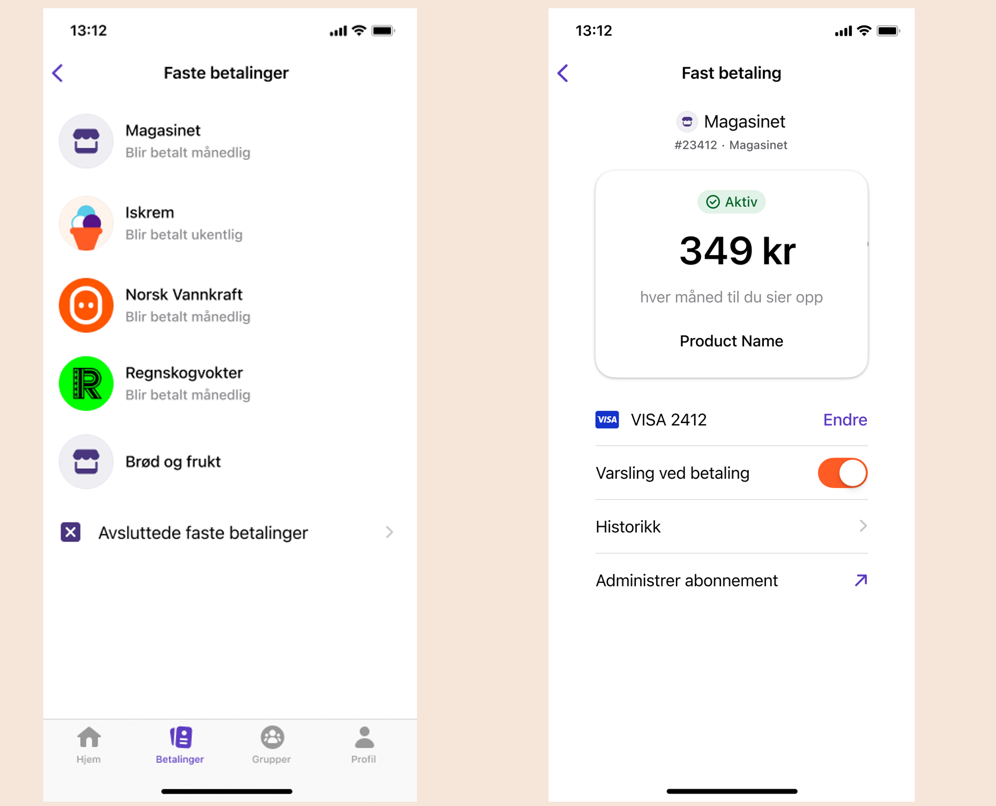 13:12
Faste betalinger
Magasinet
Blir betalt månedlig
Iskrem
Blir betalt ukentlig
Norsk Vannkraft
Blir betalt månedlig
R
Regnskogvokter
Blir betalt månedlig
Brød og frukt
Avsluttede faste betalinger
Hjem
Betalinger
Grupper
Profil
13:12
Fast betaling
Magasinet
#23412 · Magasinet
Aktiv
349 kr
hver måned til du sier opp
Product Name
VISA VISA 2412 Endre
Varsling ved betaling
Historikk
Administrer abonnement